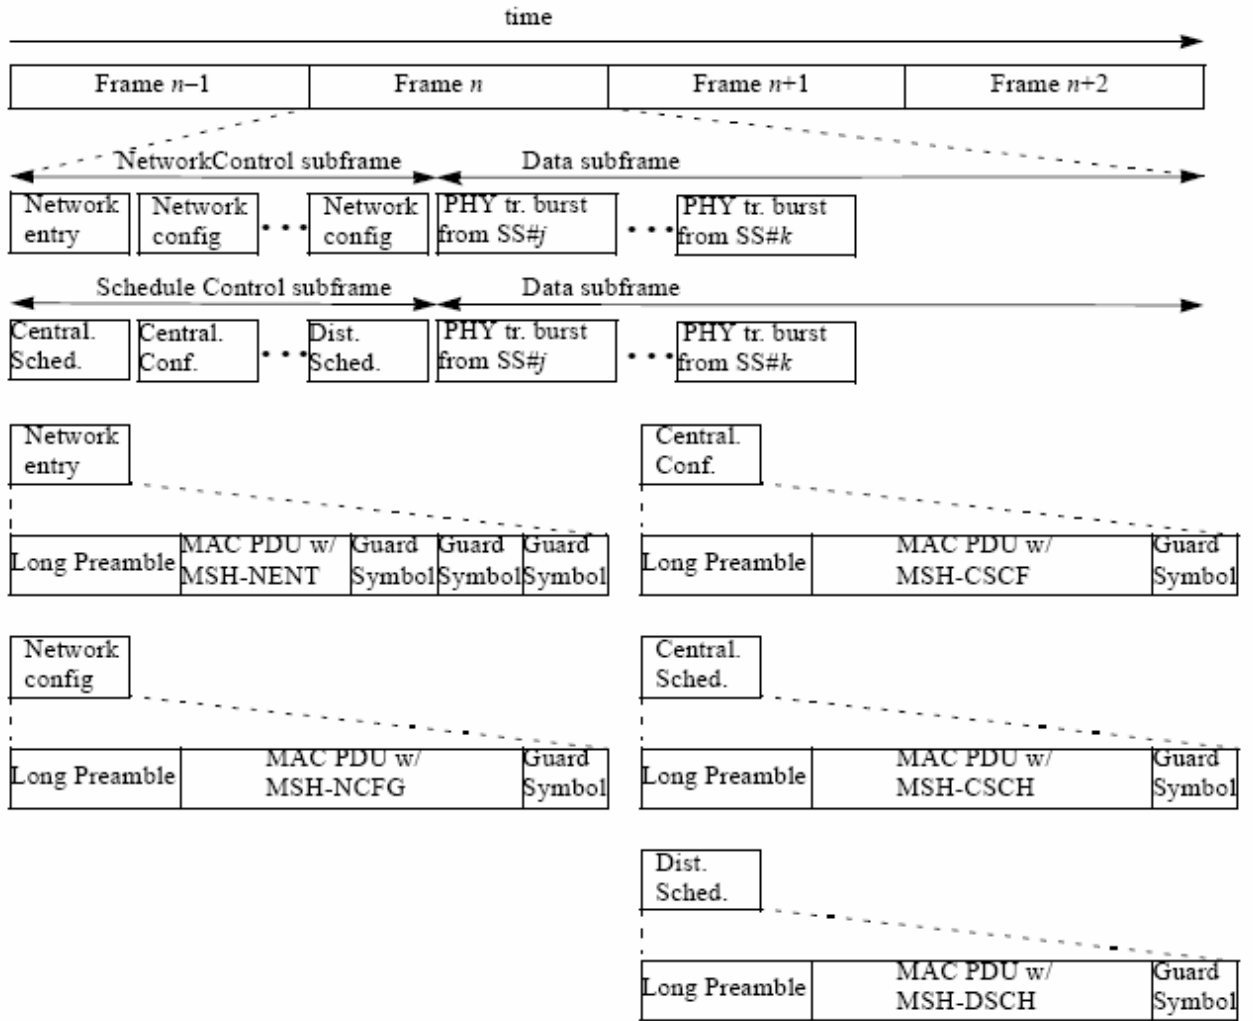 time
Frame n–1 Frame n Frame n+1 Frame n+2
NetworkControl subframe Data subframe
Network entry Network config ••• Network config PHY tr. burst from SS#j ••• PHY tr. burst from SS#k
Schedule Control subframe Data subframe
Central. Sched. Central. Conf. ••• Dist. Sched. PHY tr. burst from SS#j ••• PHY tr. burst from SS#k
Network
entry
Long Preamble MAC PDU w/ MSH-NENT Guard Symbol Guard Symbol Guard Symbol
Central.
Conf.
Long Preamble MAC PDU w/ MSH-CSCF Guard Symbol
Network
config
Long Preamble MAC PDU w/ MSH-NCFG Guard Symbol
Central.
Sched.
Long Preamble MAC PDU w/ MSH-CSCH Guard Symbol
Dist.
Sched.
Long Preamble MAC PDU w/ MSH-DSCH Guard Symbol